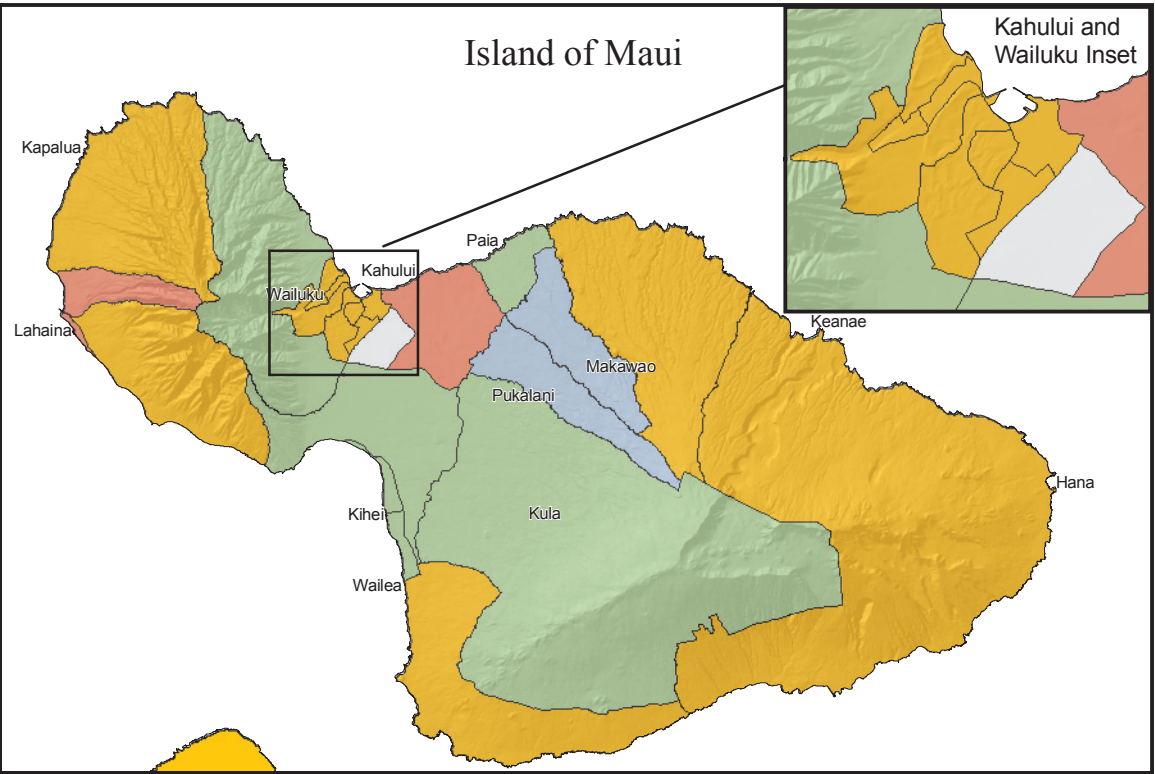 Island of Maui
Kahului and
Wailuku Inset
Kapalua
Paia
Kahului
Wailuku
Keanae
Lahaina
Makawao
Pukalani
Hana
Kihei
Kula
Wailea